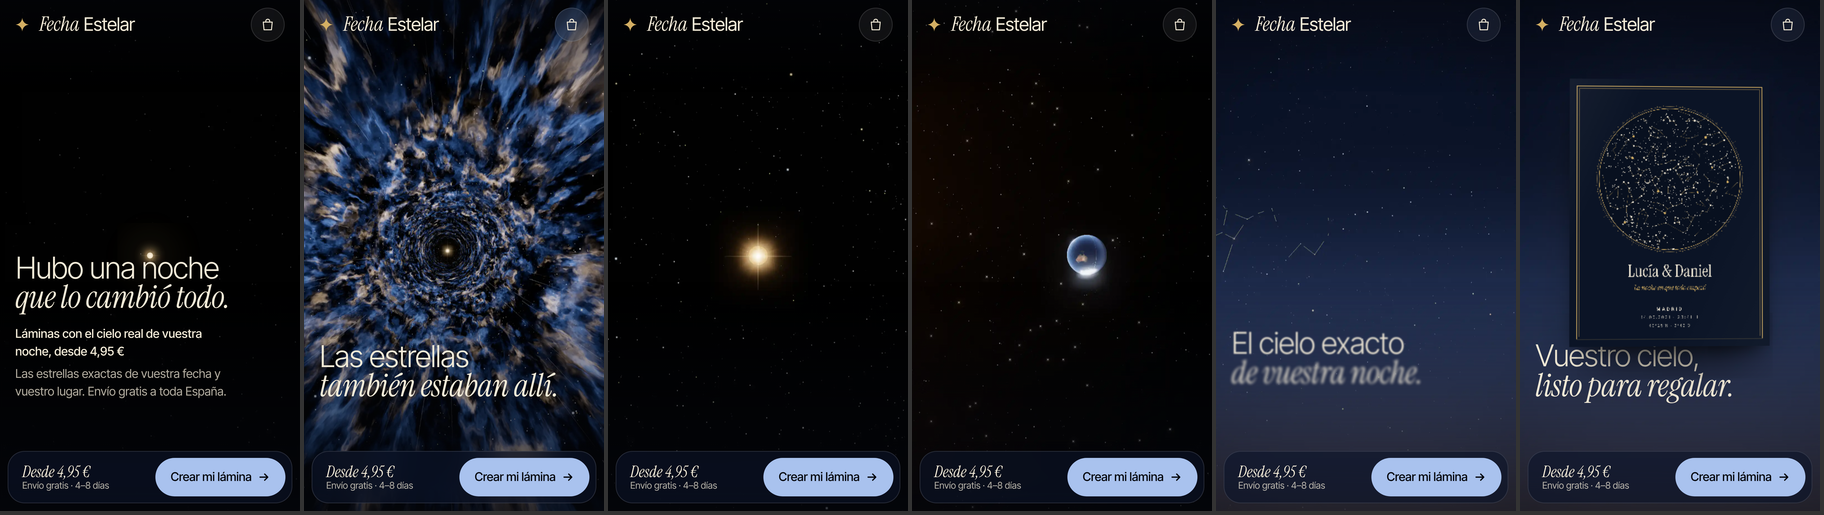 Fecha Estelar
Hubo una noche
que lo cambió todo.
Láminas con el cielo real de vuestra
noche, desde 4,95 €
Las estrellas exactas de vuestra fecha y
vuestro lugar. Envío gratis a toda España.
Desde 4,95 €
Envío gratis · 4–8 días
Crear mi lámina →
Fecha Estelar
Las estrellas
también estaban allí.
Desde 4,95 €
Envío gratis · 4–8 días
Crear mi lámina →
Fecha Estelar
Desde 4,95 €
Envío gratis · 4–8 días
Crear mi lámina →
Fecha Estelar
Desde 4,95 €
Envío gratis · 4–8 días
Crear mi lámina →
Fecha Estelar
El cielo exacto
de vuestra noche.
Desde 4,95 €
Envío gratis · 4–8 días
Crear mi lámina →
Fecha Estelar
Lucía & Daniel
MADRID
Vuestro cielo,
listo para regalar.
Desde 4,95 €
Envío gratis · 4–8 días
Crear mi lámina →